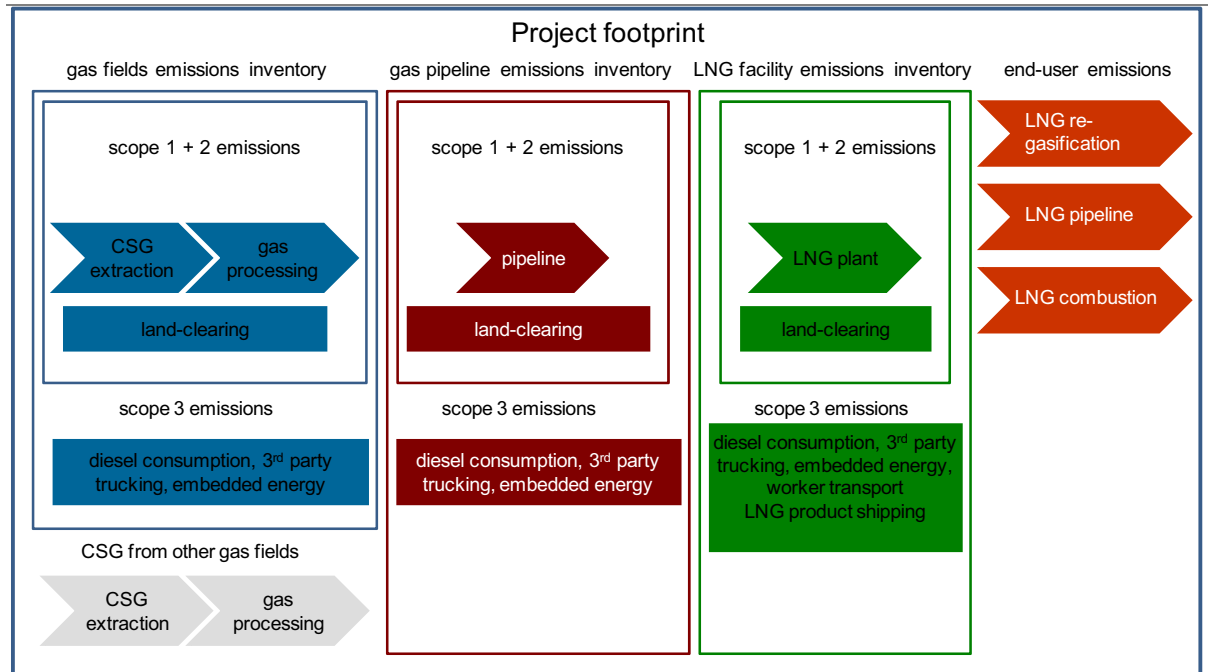 Project footprint
gas fields emissions inventory
scope 1 + 2 emissions
CSG
extraction
gas
processing
land-clearing
scope 3 emissions
diesel consumption, 3rd party
trucking, embedded energy
CSG from other gas fields
CSG
extraction
gas
processing
gas pipeline emissions inventory
scope 1 + 2 emissions
pipeline
land-clearing
scope 3 emissions
diesel consumption, 3rd party
trucking, embedded energy
LNG facility emissions inventory
scope 1 + 2 emissions
LNG plant
land-clearing
scope 3 emissions
diesel consumption, 3rd party
trucking, embedded energy,
worker transport
LNG product shipping
end-user emissions
LNG re-
gasification
LNG pipeline
LNG combustion